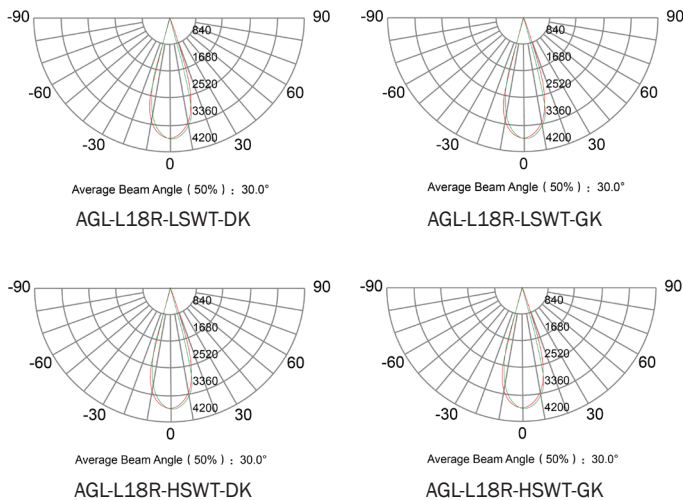 -90 90 -90 90
840 840
1680 1680
2520 2520
-60 60 -60 60
3360 3360
4200 4200
-30 30 -30 30
0 0
Average Beam Angle ( 50% ) : 30.0° Average Beam Angle ( 50% ) : 30.0°
AGL-L18R-LSWT-DK AGL-L18R-LSWT-GK
-90 90 -90 90
840 840
1680 1680
2520 2520
-60 60 -60 60
3360 3360
4200 4200
-30 30 -30 30
0 0
Average Beam Angle ( 50% ) : 30.0° Average Beam Angle ( 50% ) : 30.0°
AGL-L18R-HSWT-DK AGL-L18R-HSWT-GK